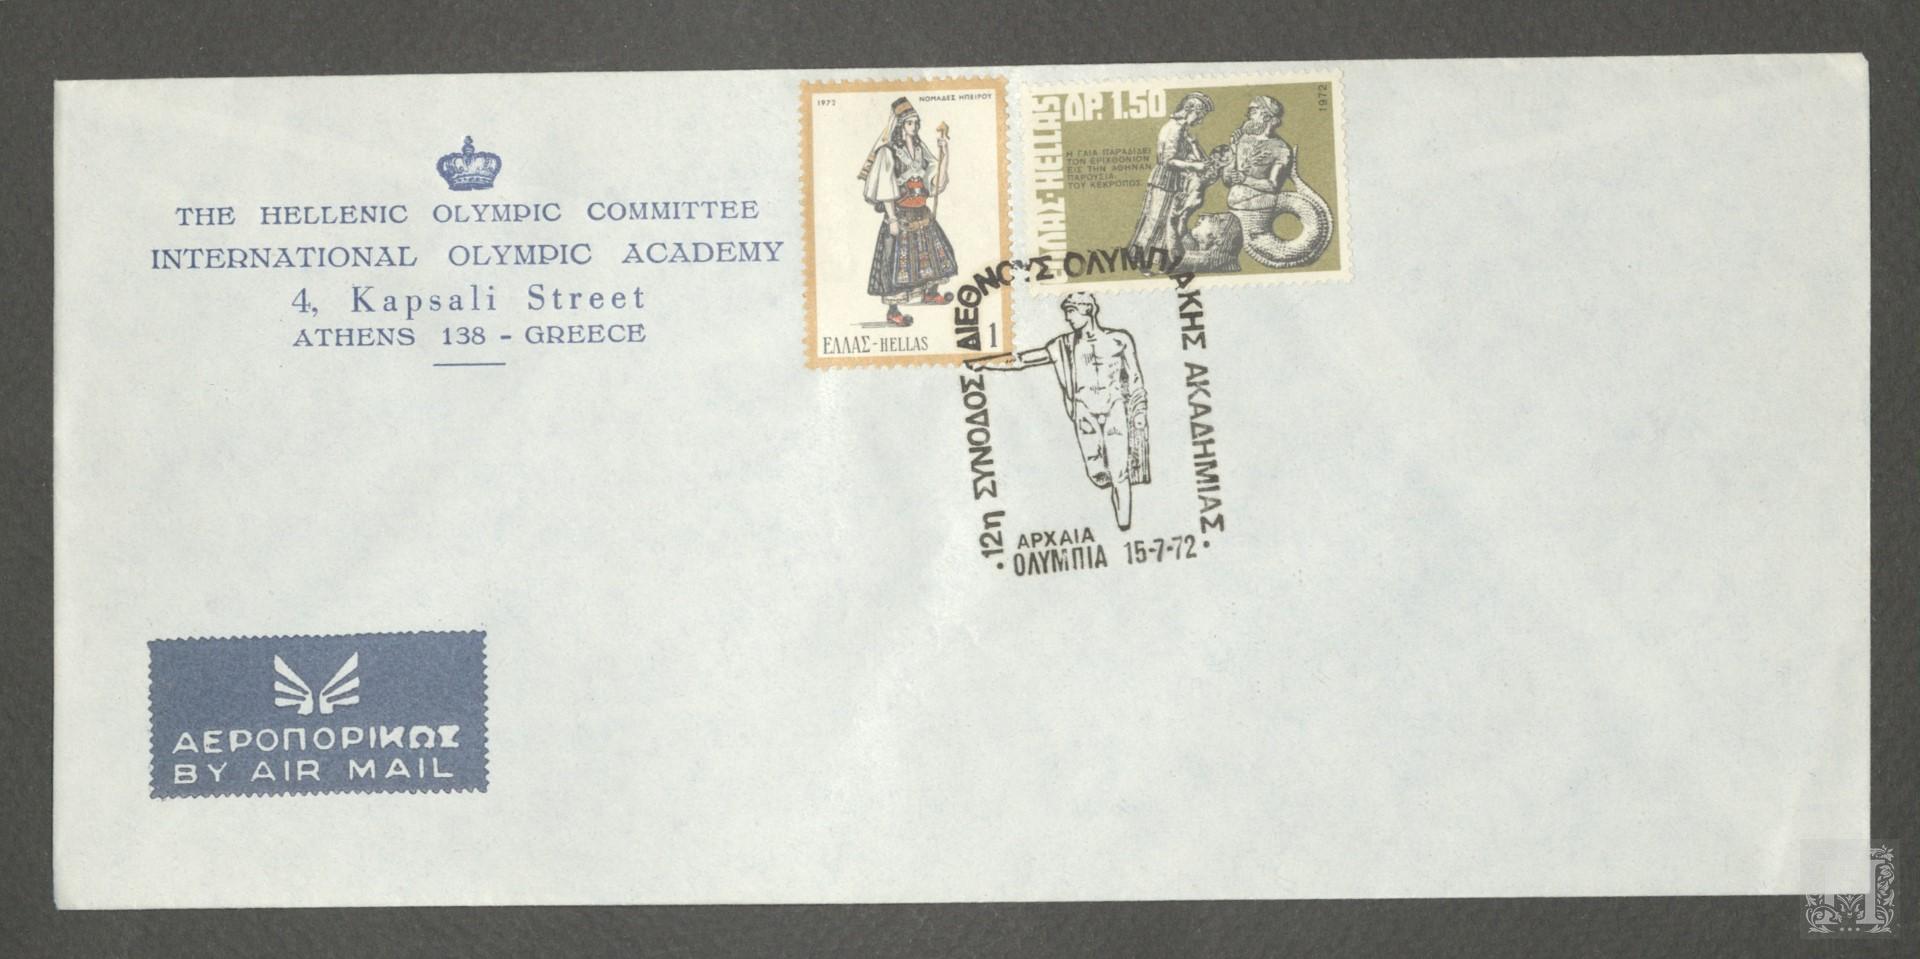 THE HELLENIC OLYMPIC COMMITTEE
INTERNATIONAL OLYMPIC ACADEMY
4, Kapsali Street
ATHENS 138 - GREECE
1972 ΝΟΜΑΔΕΣ ΗΠΕΙΡΟΥ
ΕΛΛΑΣ-HELLAS 1
ΕΛΛΑΣ·HELLAS
ΔΡ. 1.50
1972
Η ΓΑΙΑ ΠΑΡΑΔΙΔΕΙ
ΤΟΝ ΕΡΙΧΘΟΝΙΟΝ
ΕΙΣ ΤΗΝ ΑΘΗΝΑΝ
ΠΑΡΟΥΣΙΑ
ΤΟΥ ΚΕΚΡΟΠΟΣ.
·12η ΣΥΝΟΔΟΣ ΔΙΕΘΝΟΥΣ ΟΛΥΜΠΙΑΚΗΣ ΑΚΑΔΗΜΙΑΣ·
ΑΡΧΑΙΑ
ΟΛΥΜΠΙΑ 15-7-72
ΑΕΡΟΠΟΡΙΚΩΣ
BY AIR MAIL